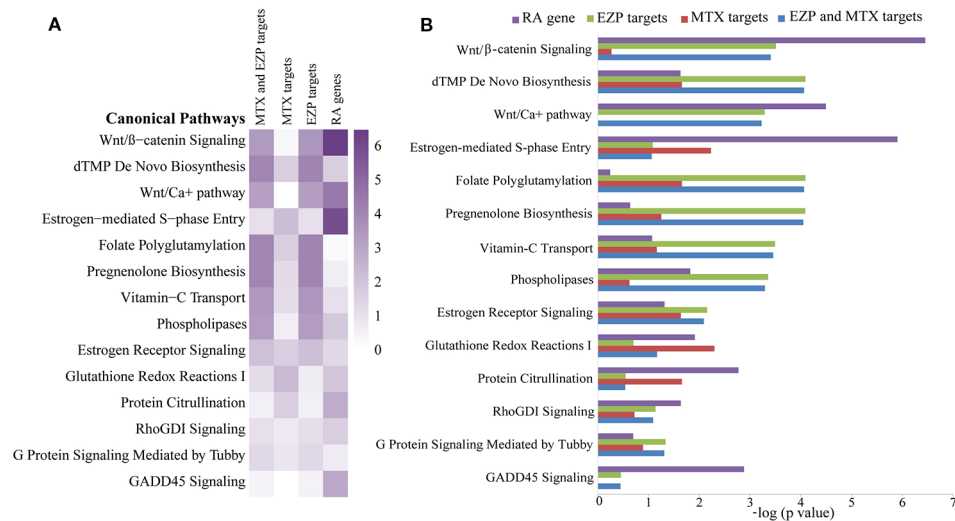 A
MTX and EZP targets
MTX targets
EZP targets
RA genes
Canonical Pathways
Wnt/ß−catenin Signaling
dTMP De Novo Biosynthesis
Wnt/Ca+ pathway
Estrogen−mediated S−phase Entry
Folate Polyglutamylation
Pregnenolone Biosynthesis
Vitamin−C Transport
Phospholipases
Estrogen Receptor Signaling
Glutathione Redox Reactions I
Protein Citrullination
RhoGDI Signaling
G Protein Signaling Mediated by Tubby
GADD45 Signaling
6
5
4
3
2
1
0
B
RA gene
EZP targets
MTX targets
EZP and MTX targets
Wnt/β-catenin Signaling
dTMP De Novo Biosynthesis
Wnt/Ca+ pathway
Estrogen-mediated S-phase Entry
Folate Polyglutamylation
Pregnenolone Biosynthesis
Vitamin-C Transport
Phospholipases
Estrogen Receptor Signaling
Glutathione Redox Reactions I
Protein Citrullination
RhoGDI Signaling
G Protein Signaling Mediated by Tubby
GADD45 Signaling
0 1 2 3 4 5 6 7
-log (p value)